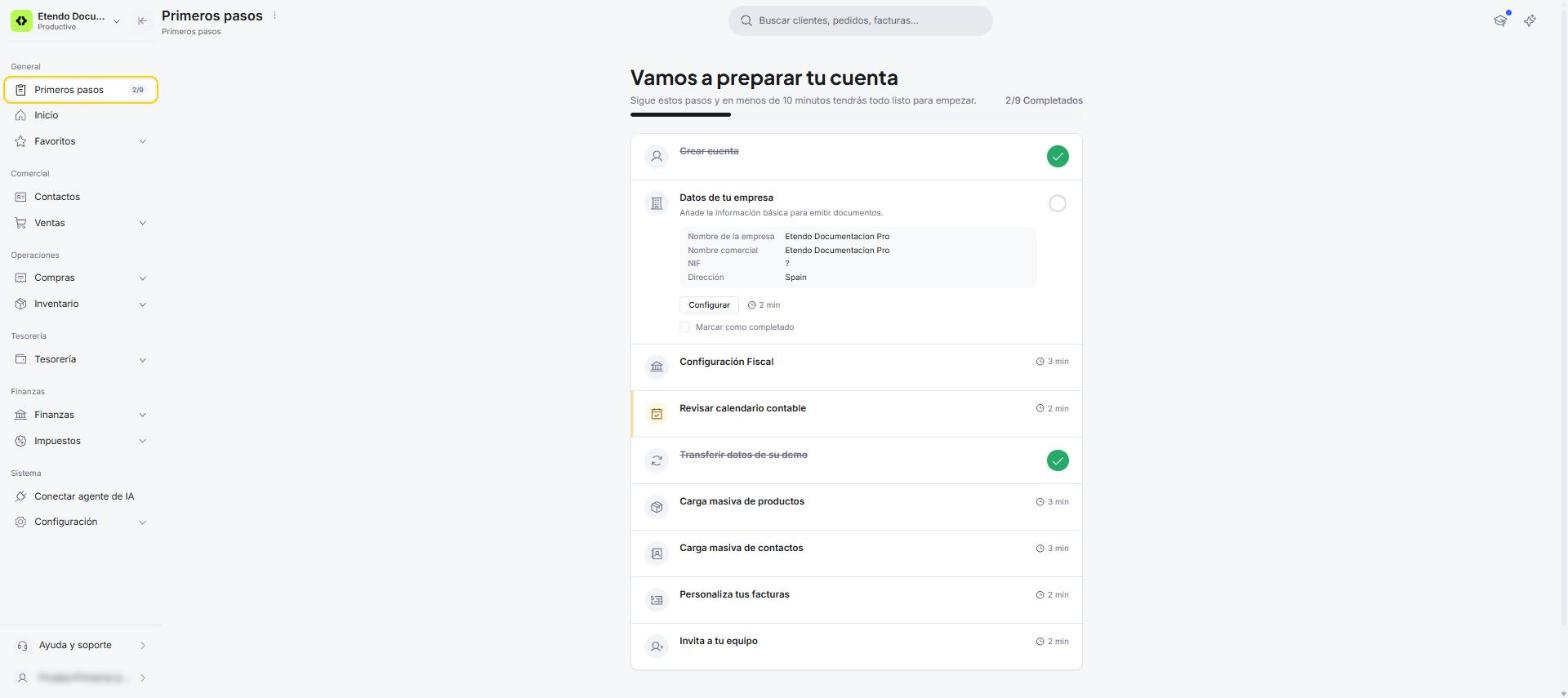 Etendo Docu...
Productivo
Primeros pasos
Primeros pasos
Buscar clientes, pedidos, facturas...
General
Primeros pasos 2/9
Inicio
Favoritos
Comercial
Contactos
Ventas
Operaciones
Compras
Inventario
Tesorería
Tesorería
Finanzas
Finanzas
Impuestos
Sistema
Conectar agente de IA
Configuración
Ayuda y soporte
Vamos a preparar tu cuenta
Sigue estos pasos y en menos de 10 minutos tendrás todo listo para empezar. 2/9 Completados
Crear cuenta
Datos de tu empresa
Añade la información básica para emitir documentos.
Nombre de la empresa Etendo Documentacion Pro
Nombre comercial Etendo Documentacion Pro
NIF ?
Dirección Spain
Configurar 2 min
Marcar como completado
Configuración Fiscal 3 min
Revisar calendario contable 2 min
Transferir datos de su demo
Carga masiva de productos 3 min
Carga masiva de contactos 3 min
Personaliza tus facturas 2 min
Invita a tu equipo 2 min